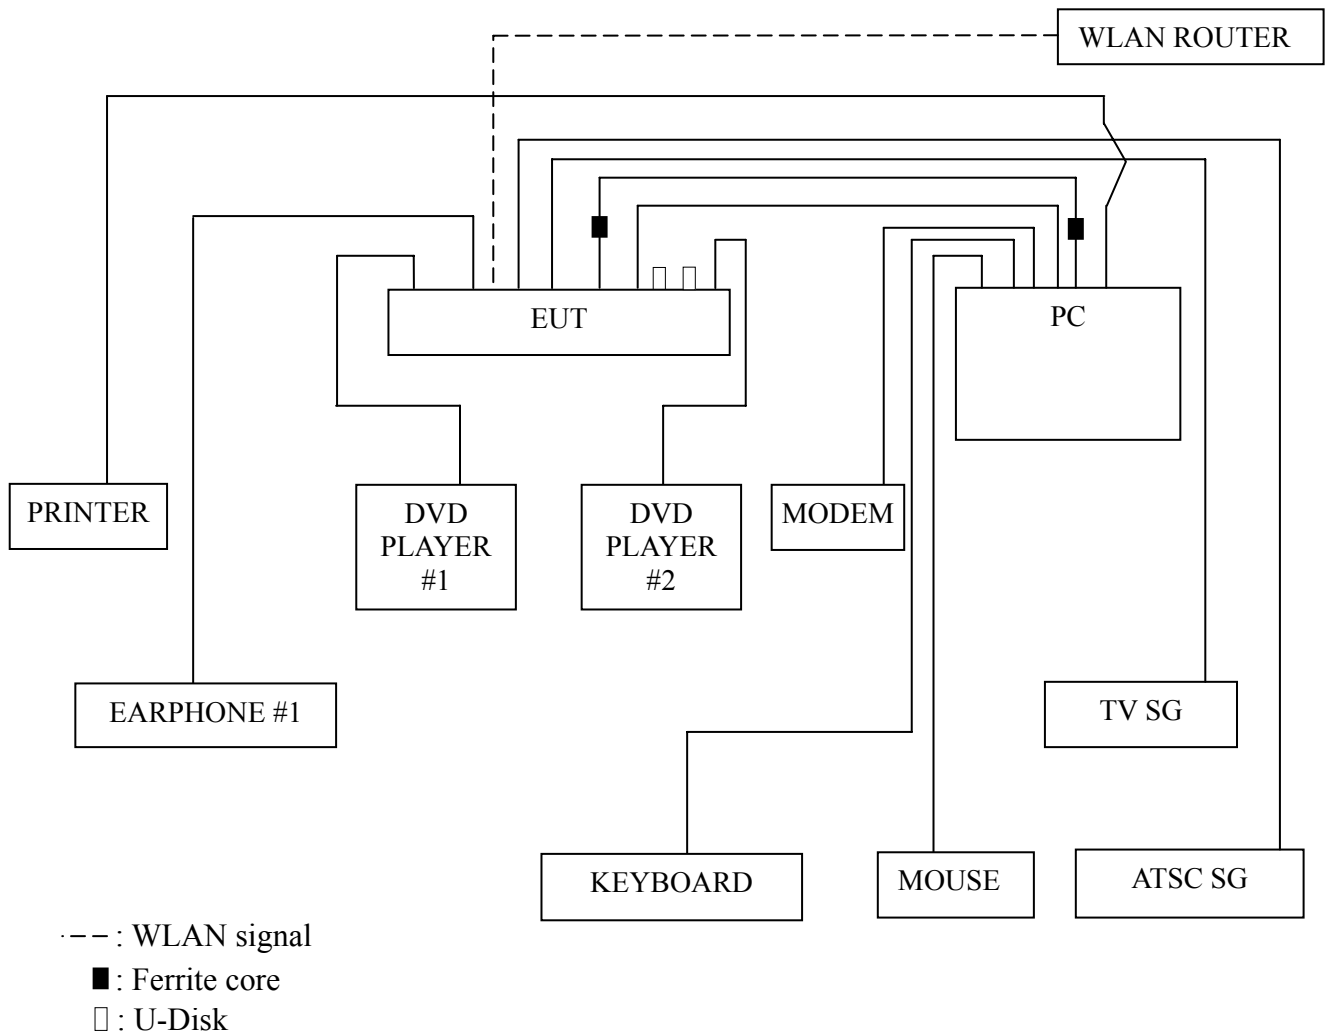 WLAN ROUTER
EUT
PC
PRINTER
DVD
PLAYER
#1
DVD
PLAYER
#2
MODEM
EARPHONE #1
TV SG
KEYBOARD
MOUSE
ATSC SG
: WLAN signal
: Ferrite core
: U-Disk